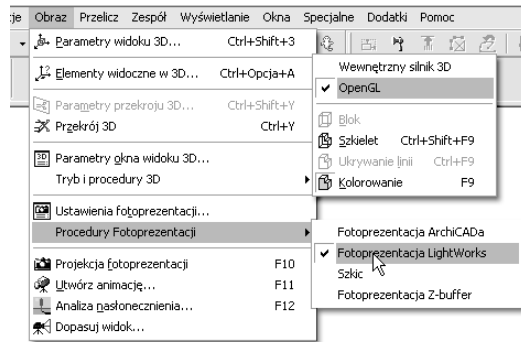 je Obraz Przelicz Zespół Wyświetlanie Okna Specjalne Dodatki Pomoc
Parametry widoku 3D... Ctrl+Shift+3
Elementy widoczne w 3D... Ctrl+Opcja+A
Parametry przekroju 3D... Ctrl+Shift+Y
Przekrój 3D Ctrl+Y
3D Parametry okna widoku 3D...
Tryb i procedury 3D
Ustawienia fotoprezentacji...
Procedury Fotoprezentacji
Projekcja fotoprezentacji F10
Utwórz animację... F11
Analiza nasłonecznienia... F12
Dopasuj widok...
Wewnętrzny silnik 3D
OpenGL
Blok
Szkielet Ctrl+Shift+F9
Ukrywanie linii Ctrl+F9
Kolorowanie F9
Fotoprezentacja ArchiCADa
Fotoprezentacja LightWorks
Szkic
Fotoprezentacja Z-buffer